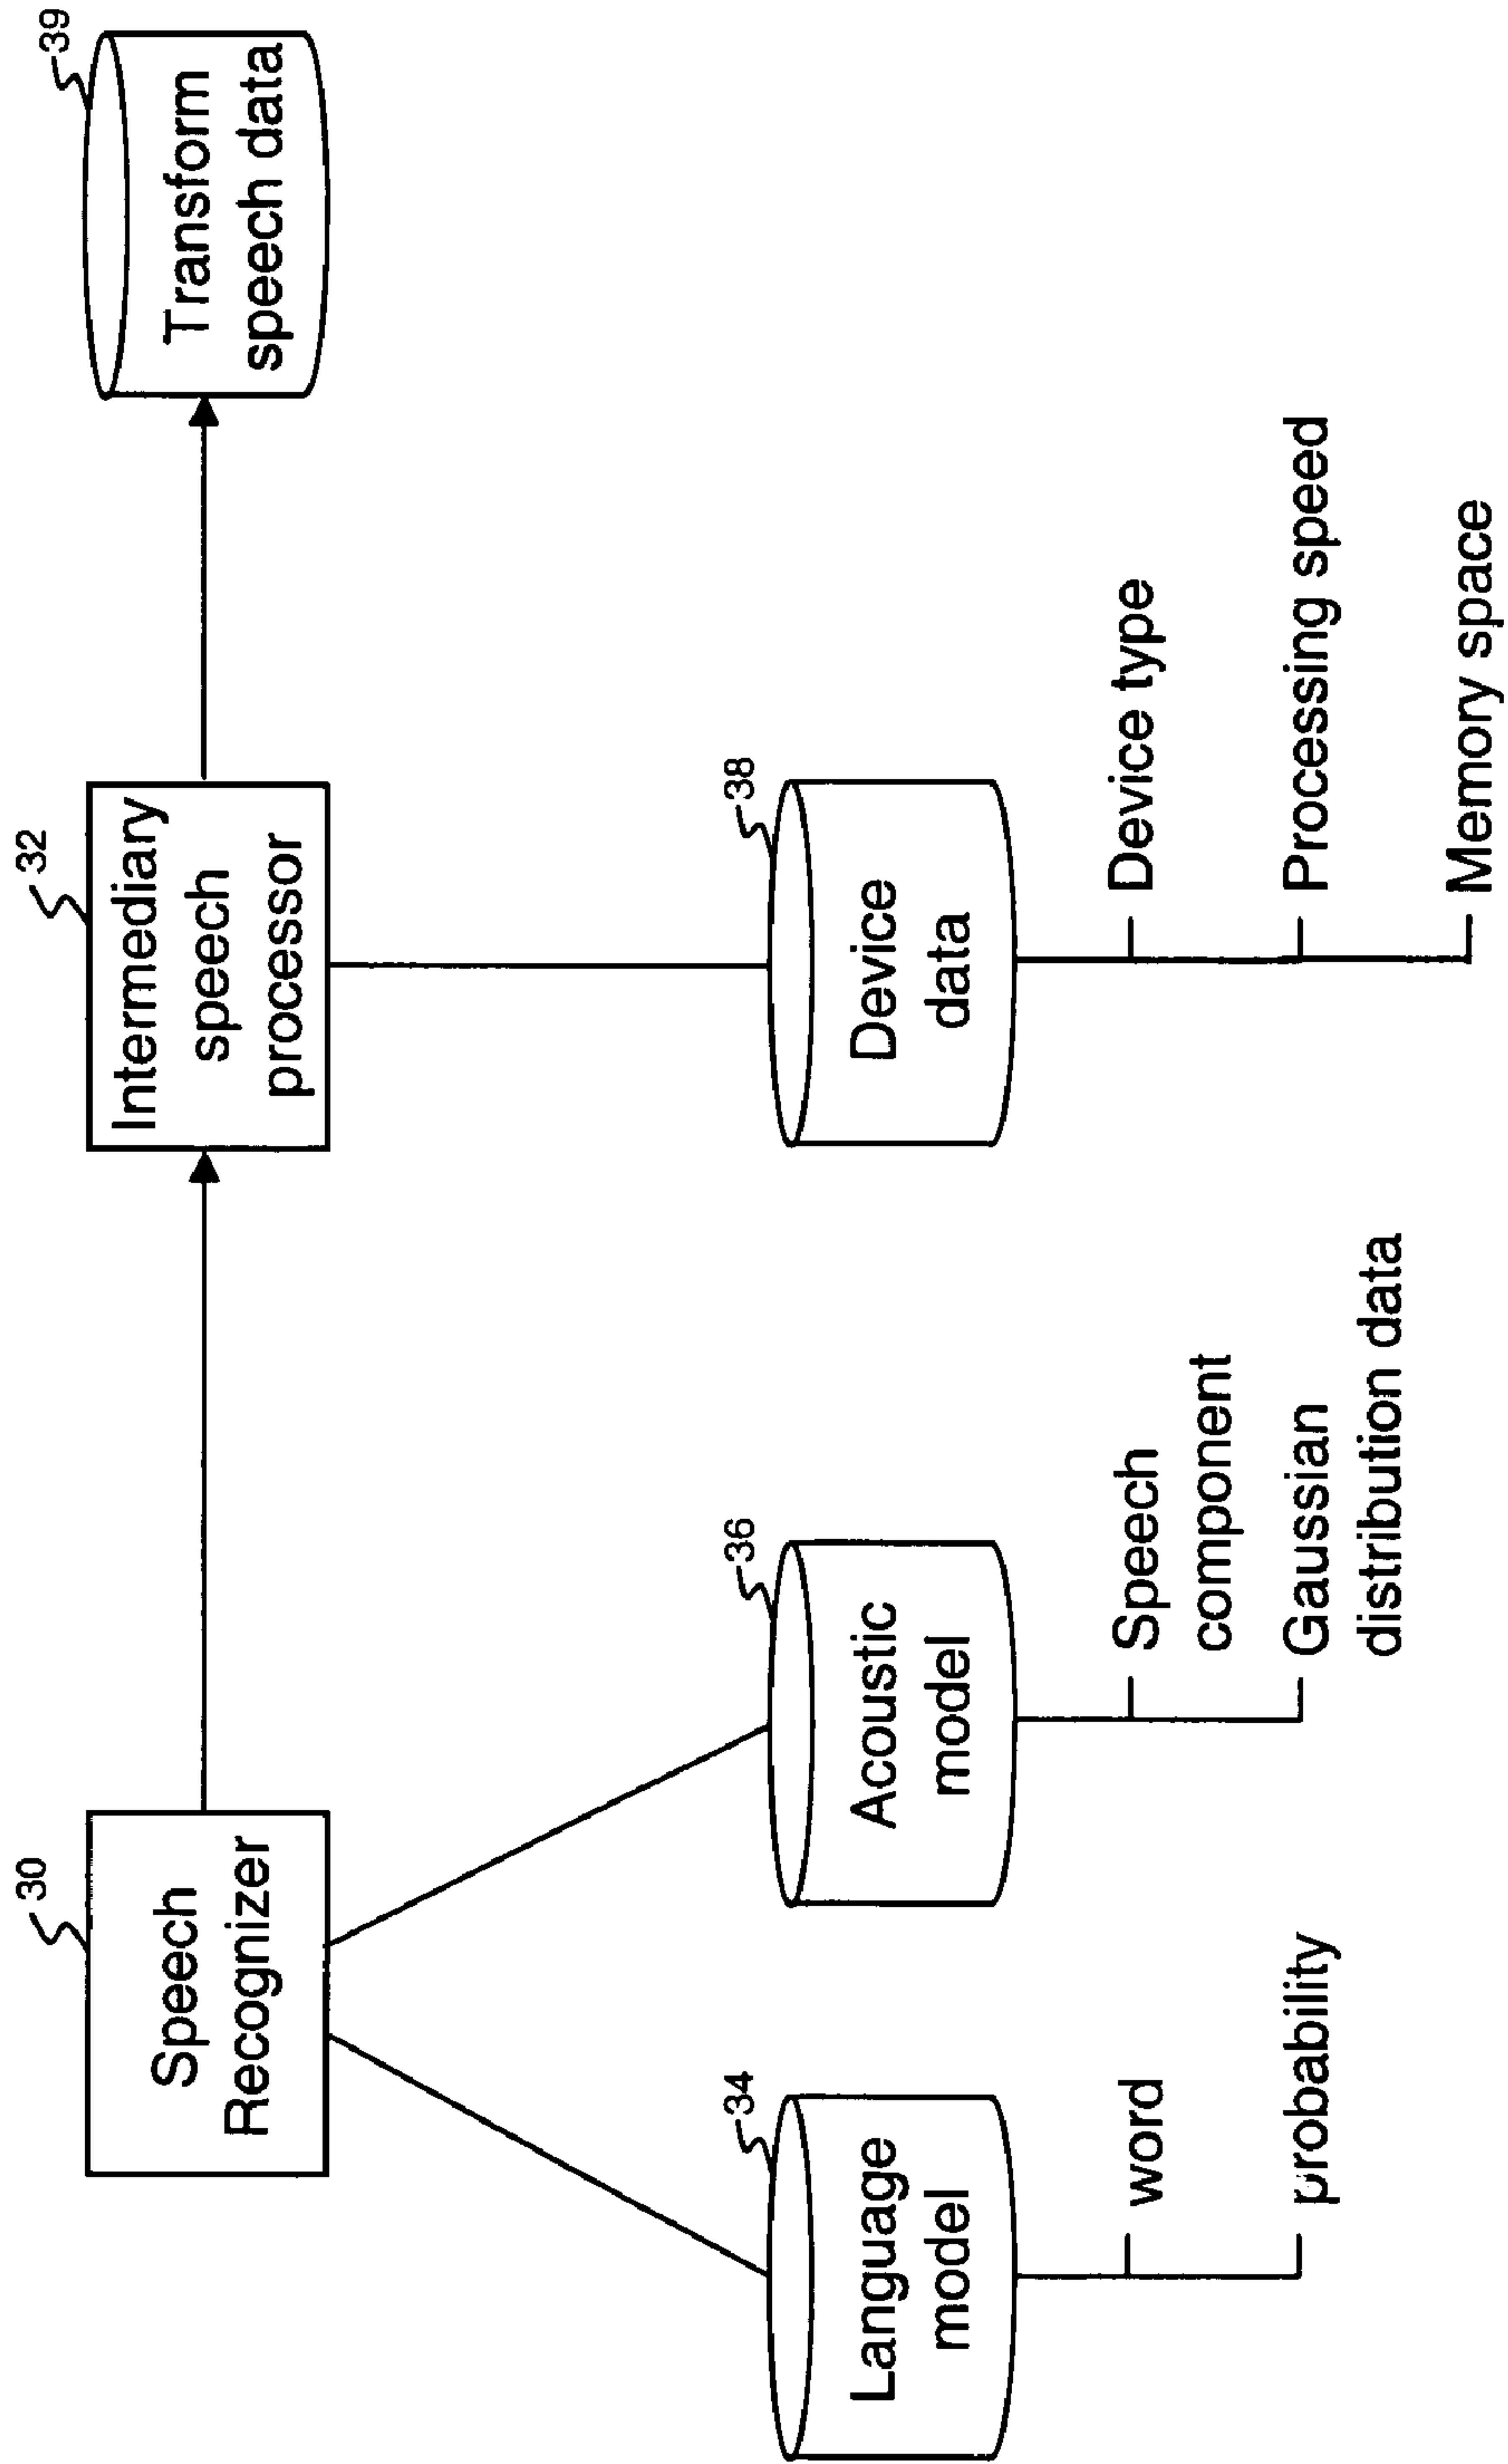 30
Speech
Recognizer
32
Intermediary
speech
processor
39
Transform
speech data
34
Language
model
word
probability
36
Acoustic
model
Speech
component
Gaussian
distribution data
38
Device
data
Device type
Processing speed
Memory space